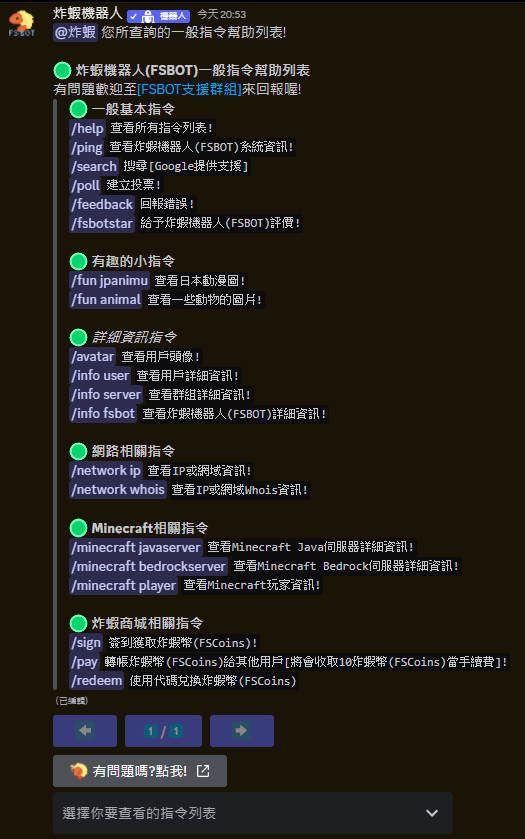 炸蝦機器人 ✓ 機器人 今天 20:53
FSBOT
@炸蝦 您所查詢的一般指令幫助列表!
炸蝦機器人(FSBOT)一般指令幫助列表
有問題歡迎至[FSBOT支援群組]來回報喔!
一般基本指令
/help 查看所有指令列表!
/ping 查看炸蝦機器人(FSBOT)系統資訊!
/search 搜尋[Google提供支援]
/poll 建立投票!
/feedback 回報錯誤!
/fsbotstar 給予炸蝦機器人(FSBOT)評價!
有趣的小指令
/fun jpanimu 查看日本動漫圖!
/fun animal 查看一些動物的圖片!
詳細資訊指令
/avatar 查看用戶頭像!
/info user 查看用戶詳細資訊!
/info server 查看群組詳細資訊!
/info fsbot 查看炸蝦機器人(FSBOT)詳細資訊!
網路相關指令
/network ip 查看IP或網域資訊!
/network whois 查看IP或網域Whois資訊!
Minecraft相關指令
/minecraft javaserver 查看Minecraft Java伺服器詳細資訊!
/minecraft bedrockserver 查看Minecraft Bedrock伺服器詳細資訊!
/minecraft player 查看Minecraft玩家資訊!
炸蝦商城相關指令
/sign 簽到獲取炸蝦幣(FSCoins)!
/pay 轉帳炸蝦幣(FSCoins)給其他用戶[將會收取10炸蝦幣(FSCoins)當手續費]!
/redeem 使用代碼兌換炸蝦幣(FSCoins)
(已編輯)
1 / 1
有問題嗎?點我!
選擇你要查看的指令列表